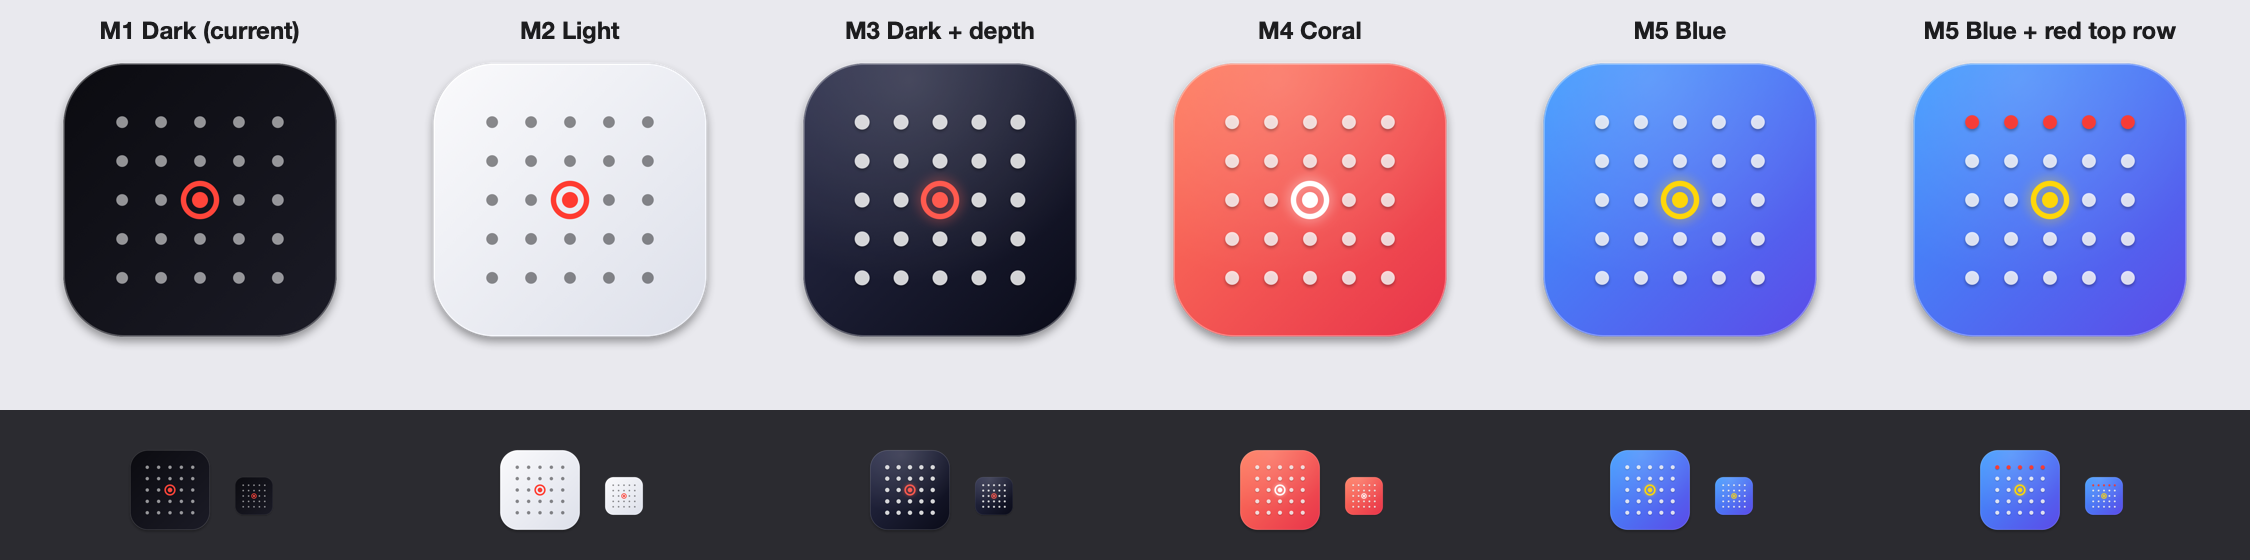 M1 Dark (current)
M2 Light
M3 Dark + depth
M4 Coral
M5 Blue
M5 Blue + red top row